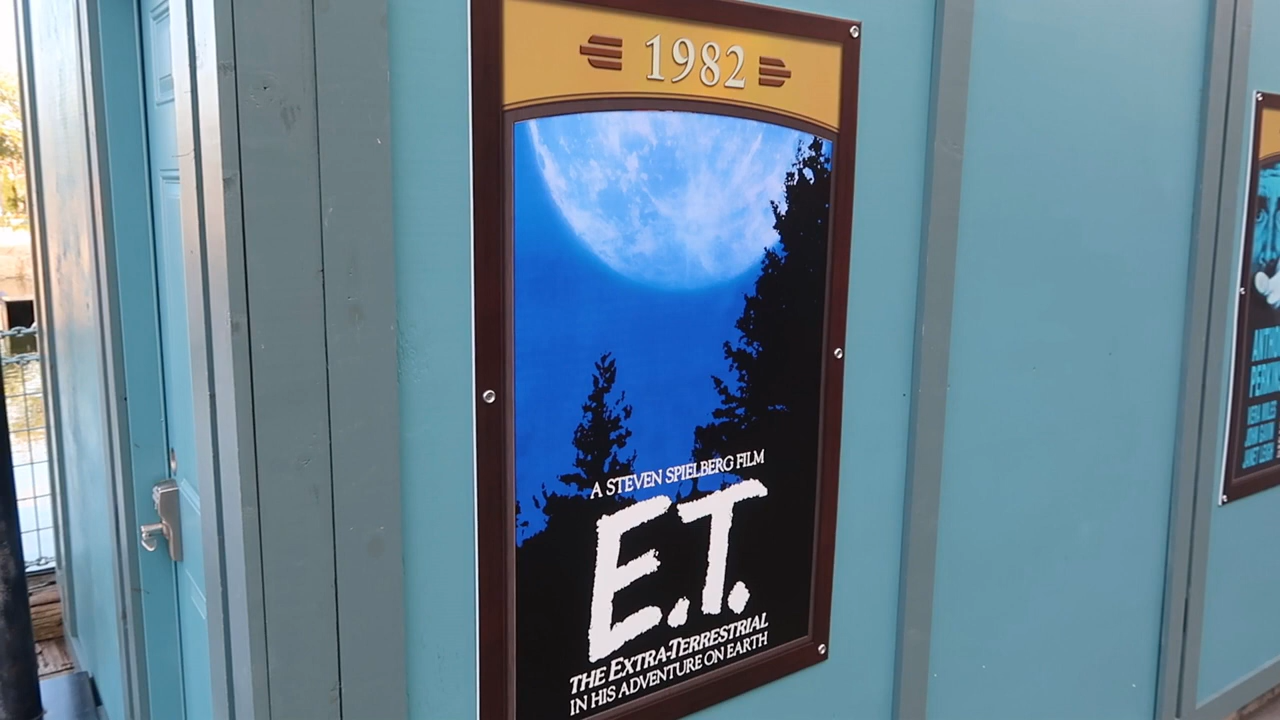 1982
A STEVEN SPIELBERG FILM
E.T.
THE EXTRA-TERRESTRIAL
IN HIS ADVENTURE ON EARTH